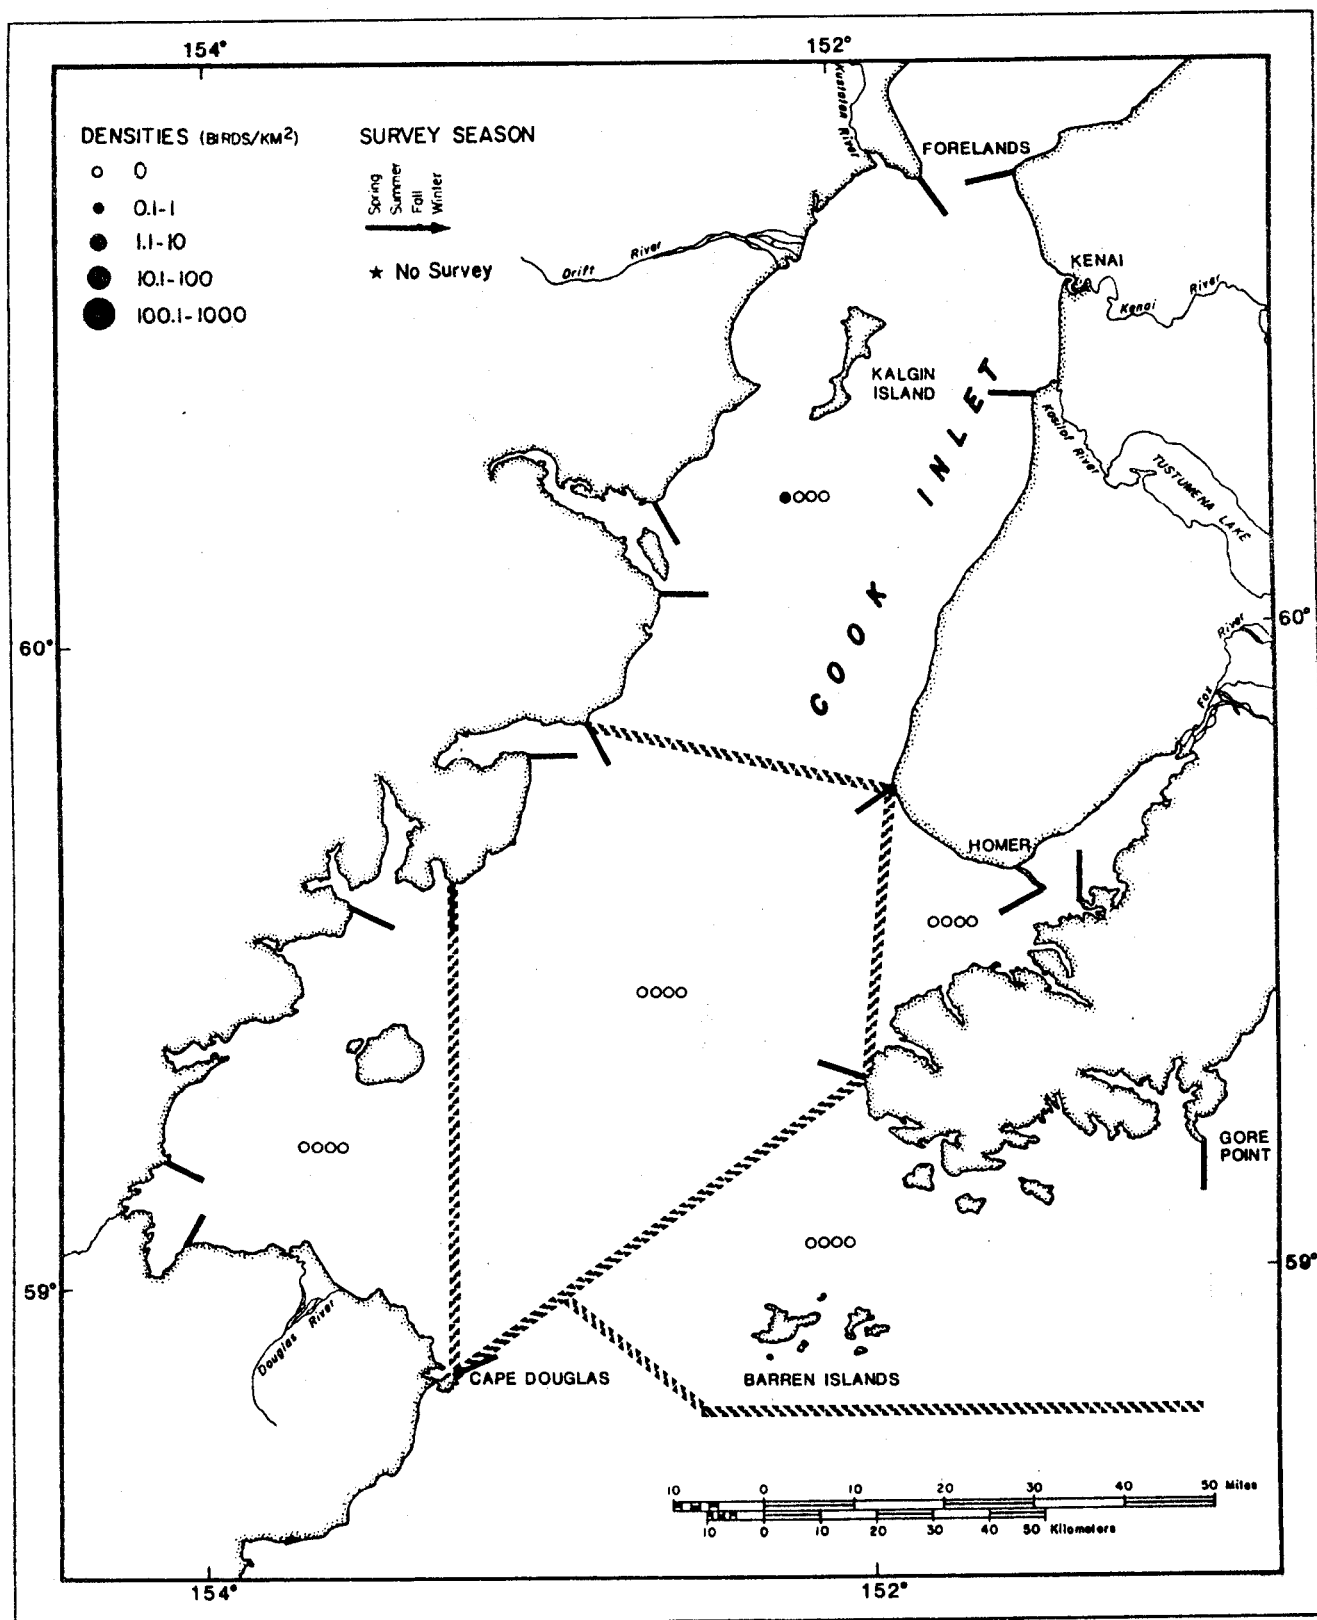 154° 152°
DENSITIES (BIRDS/KM²)
0
0.1-1
1.1-10
10.1-100
100.1-1000
SURVEY SEASON
Spring
Summer
Fall
Winter
★ No Survey
Kustatan River
FORELANDS
Drift River
KENAI
Kenai River
KALGIN
ISLAND
COOK INLET
Kasilof River
TUSTUMENA LAKE
60° 60°
Fox River
HOMER
GORE
POINT
59° 59°
Douglas River
CAPE DOUGLAS
BARREN ISLANDS
10 0 10 20 30 40 50 Miles
10 0 10 20 30 40 50 Kilometers
154° 152°